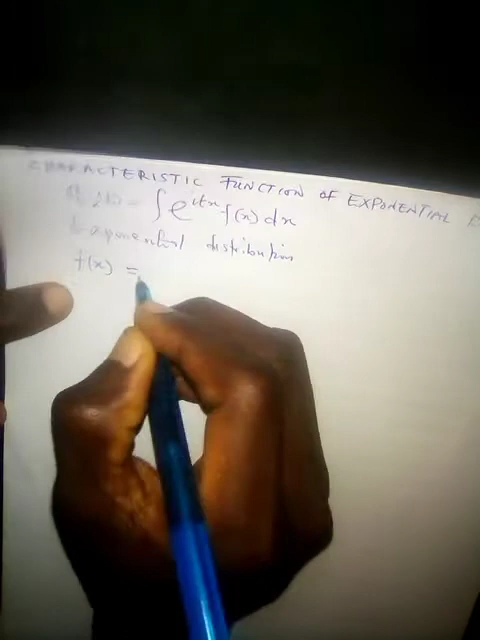 CHARACTERISTIC FUNCTION OF EXPONENTIAL
= ∫ e^{itx} f(x) dx
Exponential distribution
f(x) =